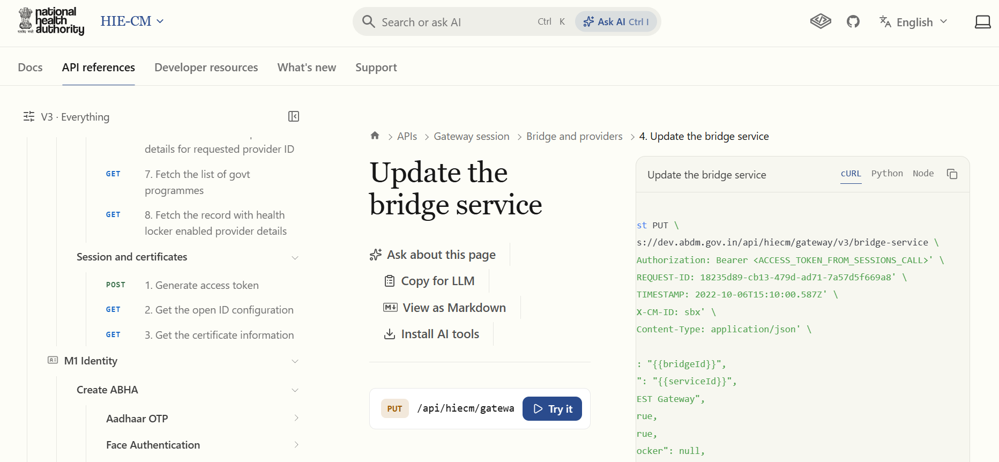 national
health
authority
HIE-CM
Search or ask AI
Ctrl K
Ask AI Ctrl I
English
Docs
API references
Developer resources
What's new
Support
V3 · Everything
details for requested provider ID
GET 7. Fetch the list of govt
programmes
GET 8. Fetch the record with health
locker enabled provider details
Session and certificates
POST 1. Generate access token
GET 2. Get the open ID configuration
GET 3. Get the certificate information
M1 Identity
Create ABHA
Aadhaar OTP
Face Authentication
APIs > Gateway session > Bridge and providers > 4. Update the bridge service
Update the
bridge service
Ask about this page
Copy for LLM
View as Markdown
Install AI tools
PUT /api/hiecm/gatewa Try it
Update the bridge service
cURL Python Node
st PUT \
s://dev.abdm.gov.in/api/hiecm/gateway/v3/bridge-service \
Authorization: Bearer <ACCESS_TOKEN_FROM_SESSIONS_CALL>' \
REQUEST-ID: 18235d89-cb13-479d-ad71-7a57d5f669a8' \
TIMESTAMP: 2022-10-06T15:10:00.587Z' \
X-CM-ID: sbx' \
Content-Type: application/json' \
: "{{bridgeId}}",
": "{{serviceId}}",
EST Gateway",
rue,
rue,
ocker": null,